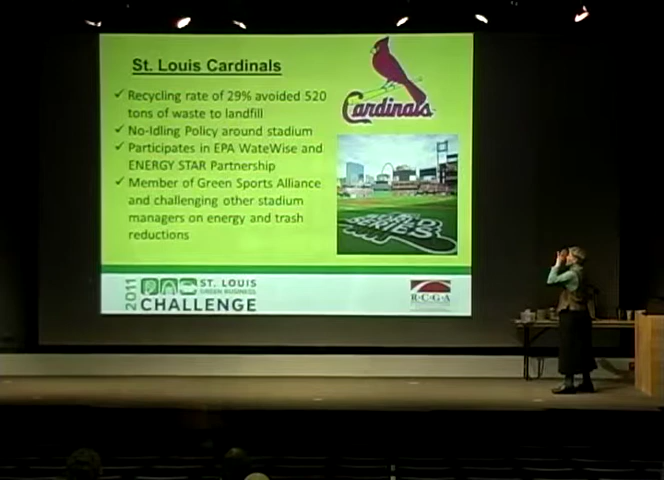 St. Louis Cardinals
✓ Recycling rate of 29% avoided 520
tons of waste to landfill
✓ No-Idling Policy around stadium
✓ Participates in EPA WateWise and
ENERGY STAR Partnership
✓ Member of Green Sports Alliance
and challenging other stadium
managers on energy and trash
reductions
Cardinals
WORLD
SERIES
2011
ST. LOUIS
GREEN BUSINESS
CHALLENGE
R·C·G·A